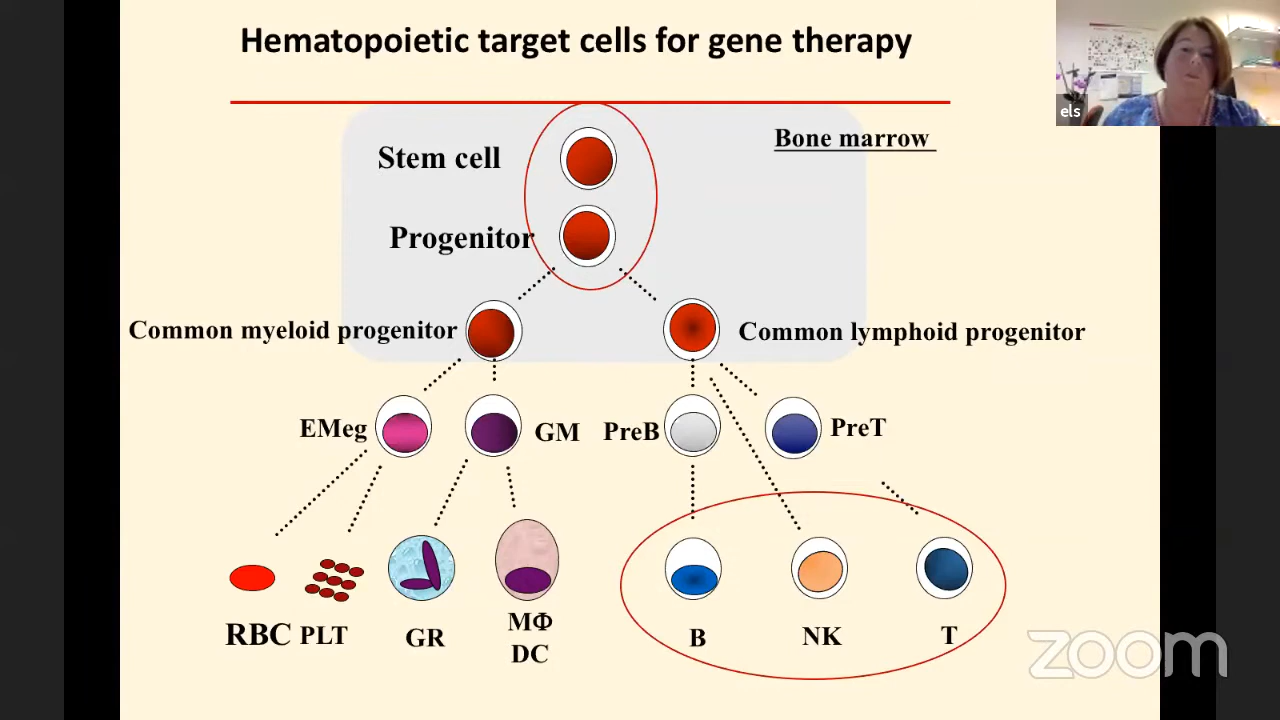 Hematopoietic target cells for gene therapy
els
Bone marrow
Stem cell
Progenitor
Common myeloid progenitor
Common lymphoid progenitor
EMeg
GM
PreB
PreT
RBC
PLT
GR
MΦ
DC
B
NK
T
zoom